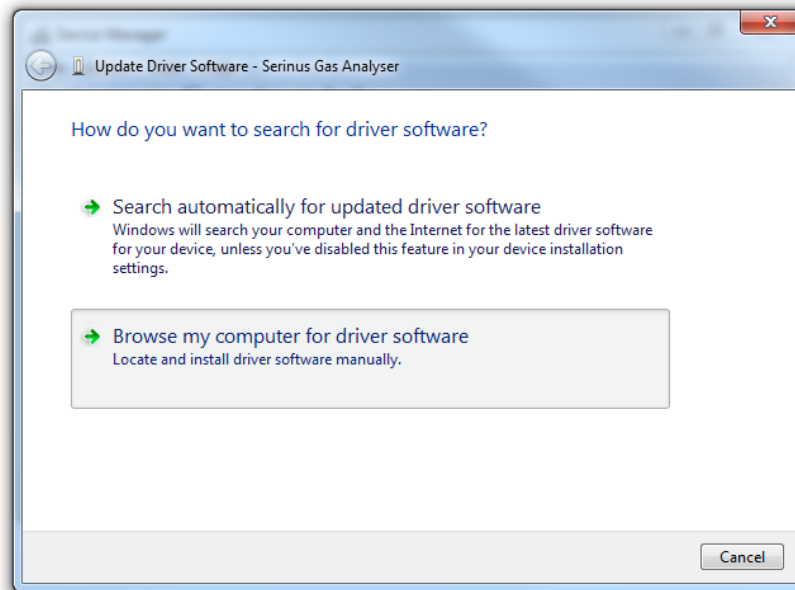 Device Manager
Update Driver Software - Serinus Gas Analyser
How do you want to search for driver software?
Search automatically for updated driver software
Windows will search your computer and the Internet for the latest driver software
for your device, unless you've disabled this feature in your device installation
settings.
Browse my computer for driver software
Locate and install driver software manually.
Cancel